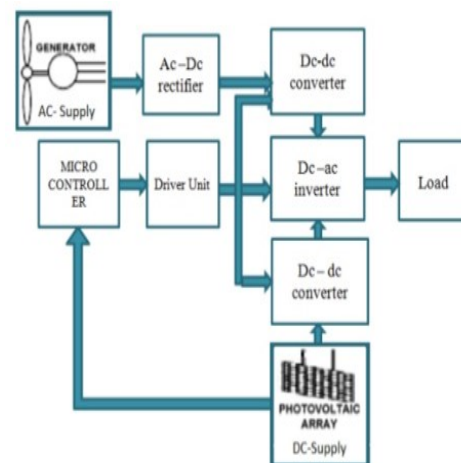 GENERATOR
AC- Supply
Ac –Dc
rectifier
Dc-dc
converter
MICRO
CONTROLL
ER
Driver Unit
Dc –ac
inverter
Load
Dc – dc
converter
PHOTOVOLTAIC
ARRAY
DC-Supply